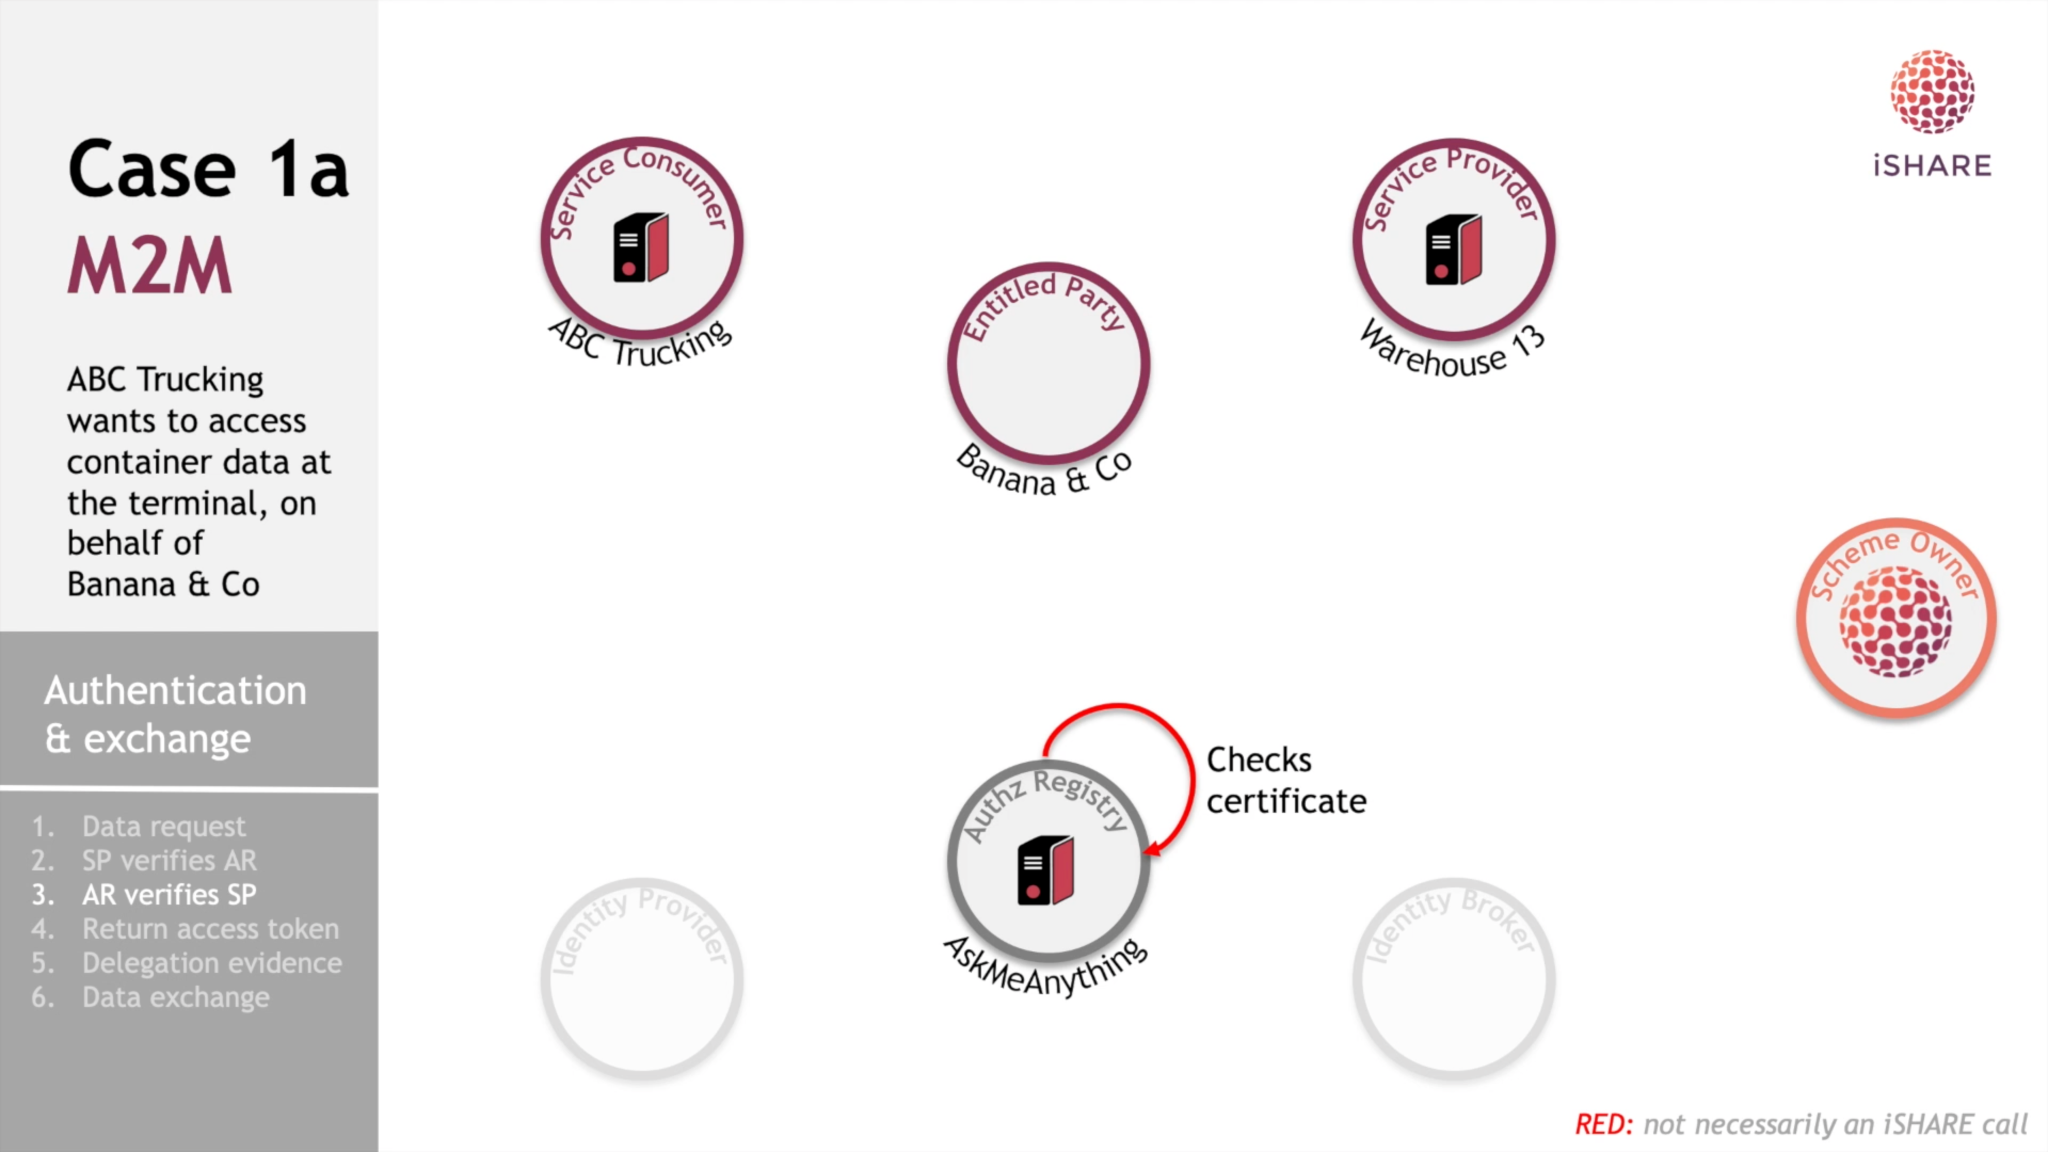 Case 1a
M2M
ABC Trucking
wants to access
container data at
the terminal, on
behalf of
Banana & Co
Authentication
& exchange
1. Data request
2. SP verifies AR
3. AR verifies SP
4. Return access token
5. Delegation evidence
6. Data exchange
Service Consumer
ABC Trucking
Entitled Party
Banana & Co
Service Provider
Warehouse 13
iSHARE
Scheme Owner
Checks
certificate
Authz Registry
AskMeAnything
Identity Provider
Identity Broker
RED: not necessarily an iSHARE call